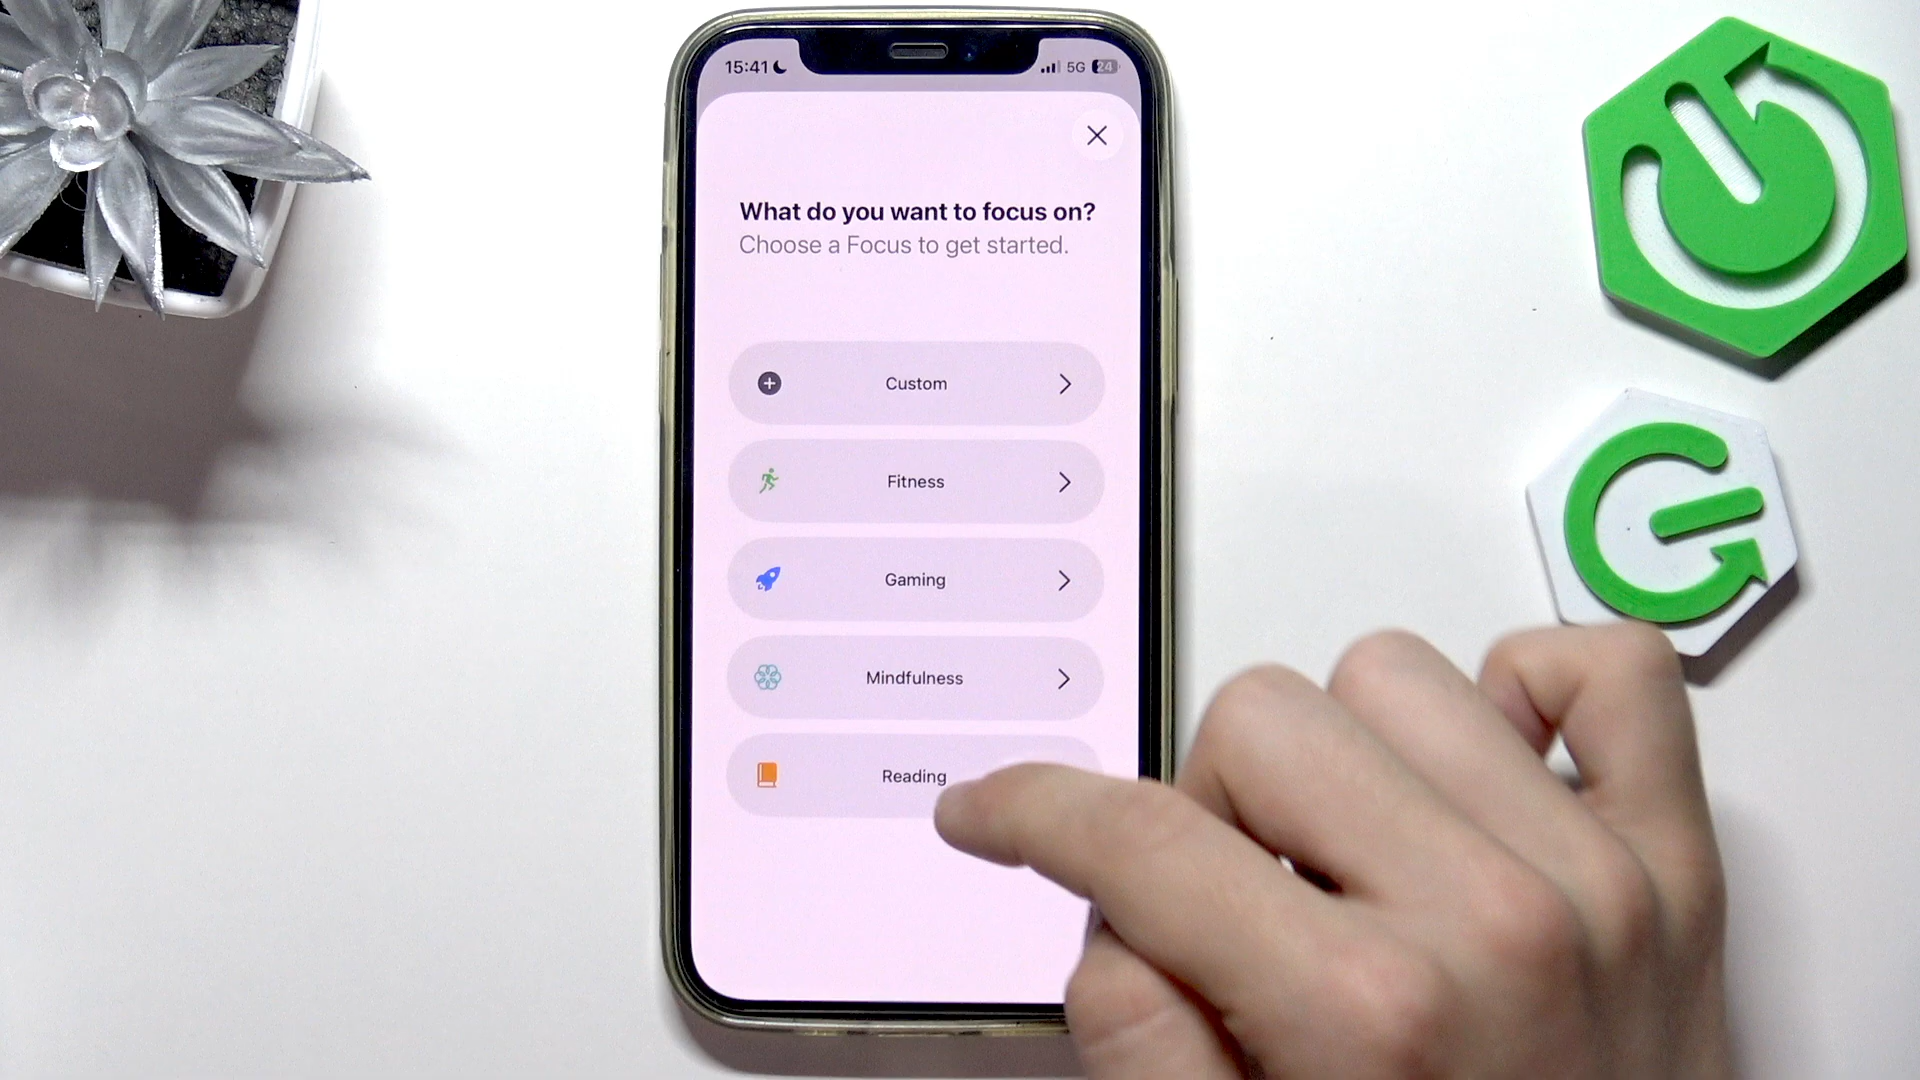 15:41
5G 24
What do you want to focus on?
Choose a Focus to get started.
Custom
Fitness
Gaming
Mindfulness
Reading